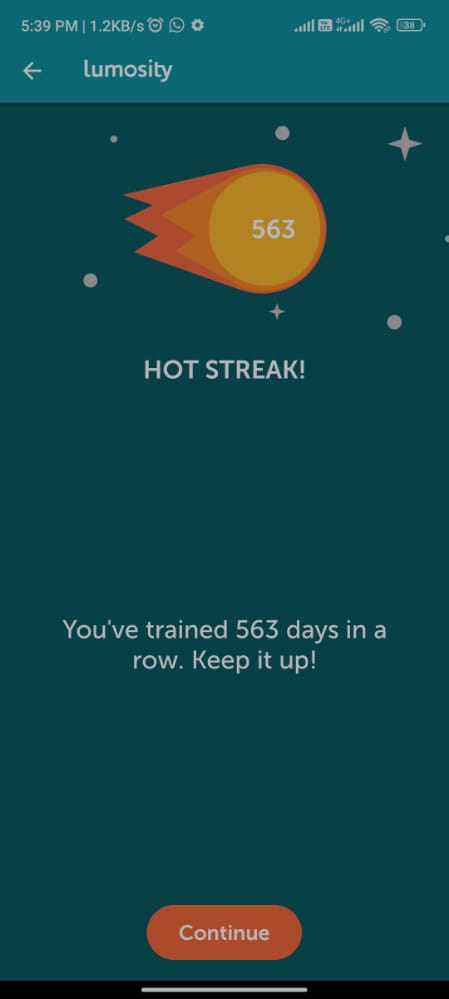 5:39 PM | 1.2KB/s
4G+
38
lumosity
563
HOT STREAK!
You've trained 563 days in a
row. Keep it up!
Continue